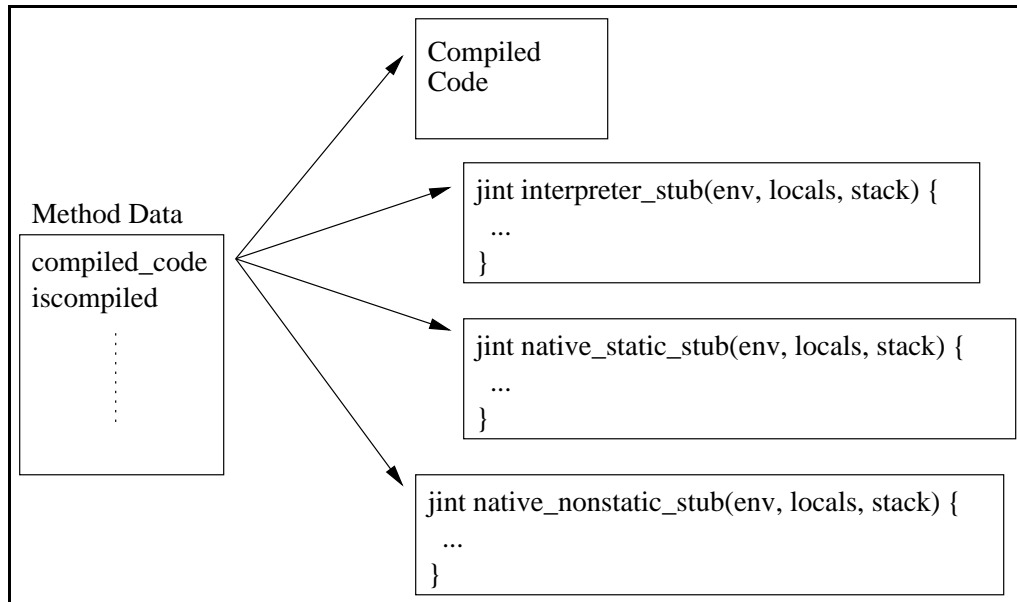 Compiled
Code
jint interpreter_stub(env, locals, stack) {
...
}
Method Data
compiled_code
iscompiled
jint native_static_stub(env, locals, stack) {
...
}
jint native_nonstatic_stub(env, locals, stack) {
...
}